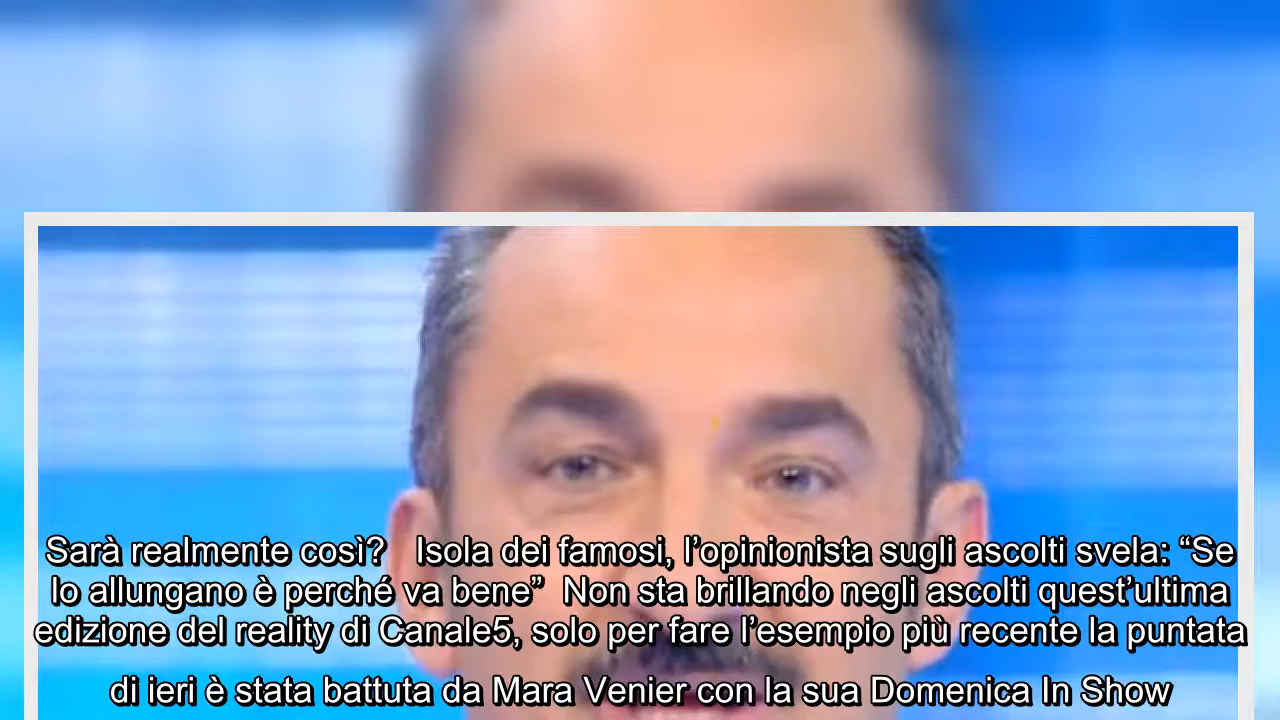 Sarà realmente così?   Isola dei famosi, l’opinionista sugli ascolti svela: “Se
lo allungano è perché va bene”  Non sta brillando negli ascolti quest’ultima
edizione del reality di Canale5, solo per fare l’esempio più recente la puntata
di ieri è stata battuta da Mara Venier con la sua Domenica In Show